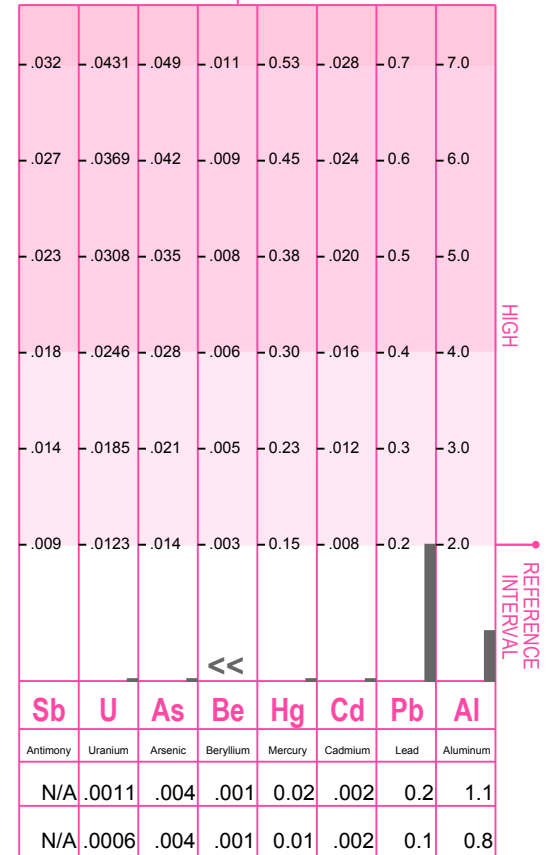 .032 .0431 .049 .011 0.53 .028 0.7 7.0
.027 .0369 .042 .009 0.45 .024 0.6 6.0
.023 .0308 .035 .008 0.38 .020 0.5 5.0
HIGH
.018 .0246 .028 .006 0.30 .016 0.4 4.0
.014 .0185 .021 .005 0.23 .012 0.3 3.0
.009 .0123 .014 .003 0.15 .008 0.2 2.0
REFERENCE
INTERVAL
<<
Sb U As Be Hg Cd Pb Al
Antimony Uranium Arsenic Beryllium Mercury Cadmium Lead Aluminum
N/A .0011 .004 .001 0.02 .002 0.2 1.1
N/A .0006 .004 .001 0.01 .002 0.1 0.8